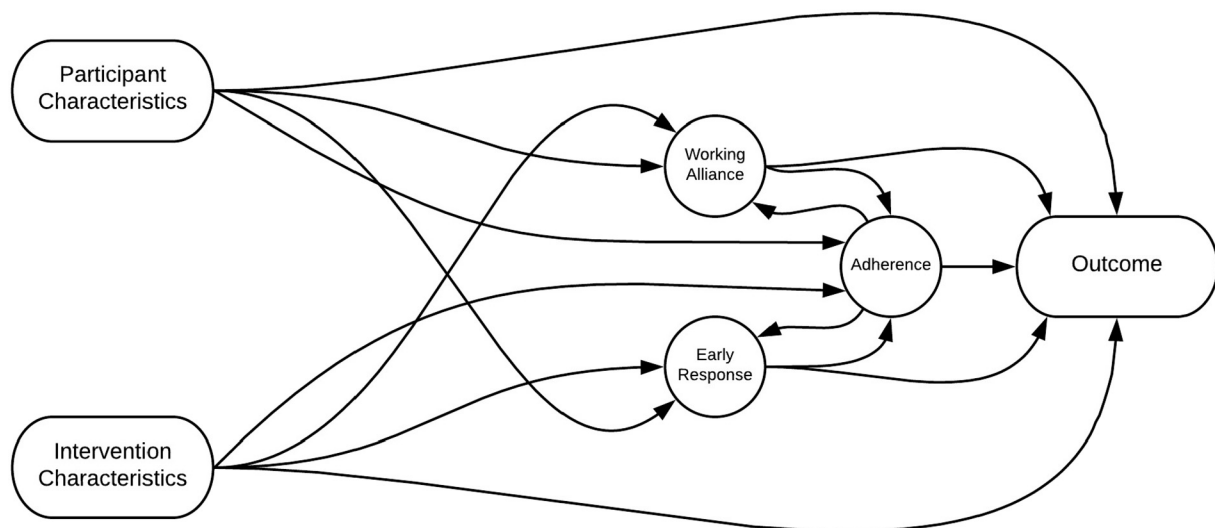 Participant
Characteristics
Working
Alliance
Adherence
Outcome
Early
Response
Intervention
Characteristics